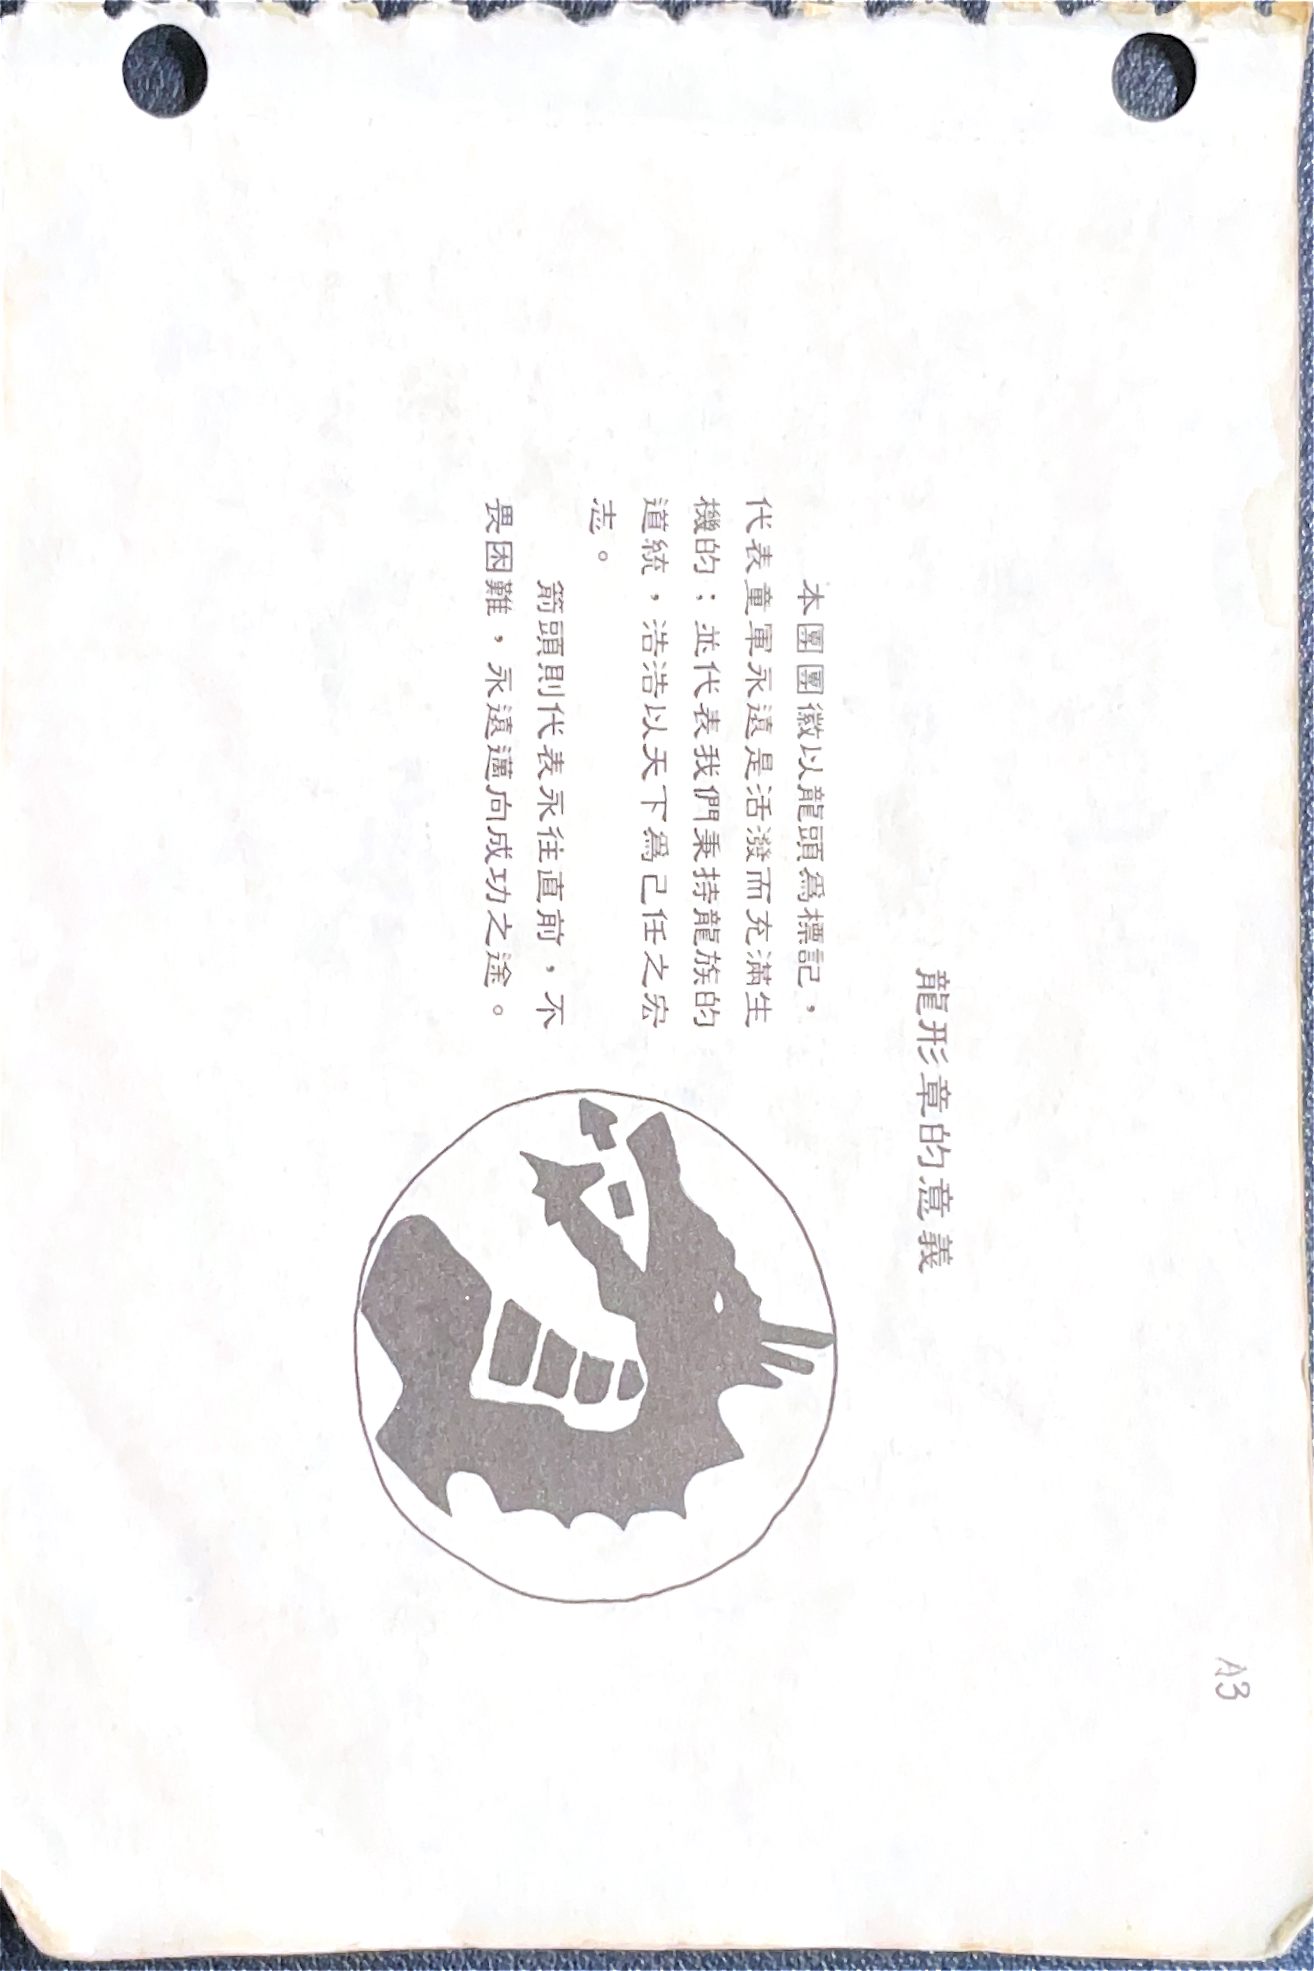 A3
龍形章的意義
本團團徽以龍頭爲標記，
代表童軍永遠是活潑而充滿生
機的；並代表我們秉持龍族的
道統，浩浩以天下爲己任之宏
志。
箭頭則代表永往直前，不
畏困難，永遠邁向成功之途。